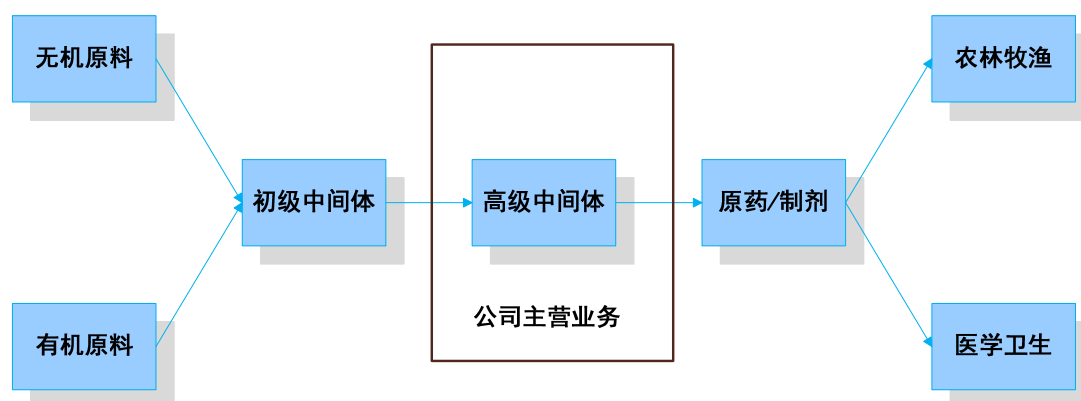 无机原料
农林牧渔
初级中间体
高级中间体
原药/制剂
公司主营业务
有机原料
医学卫生